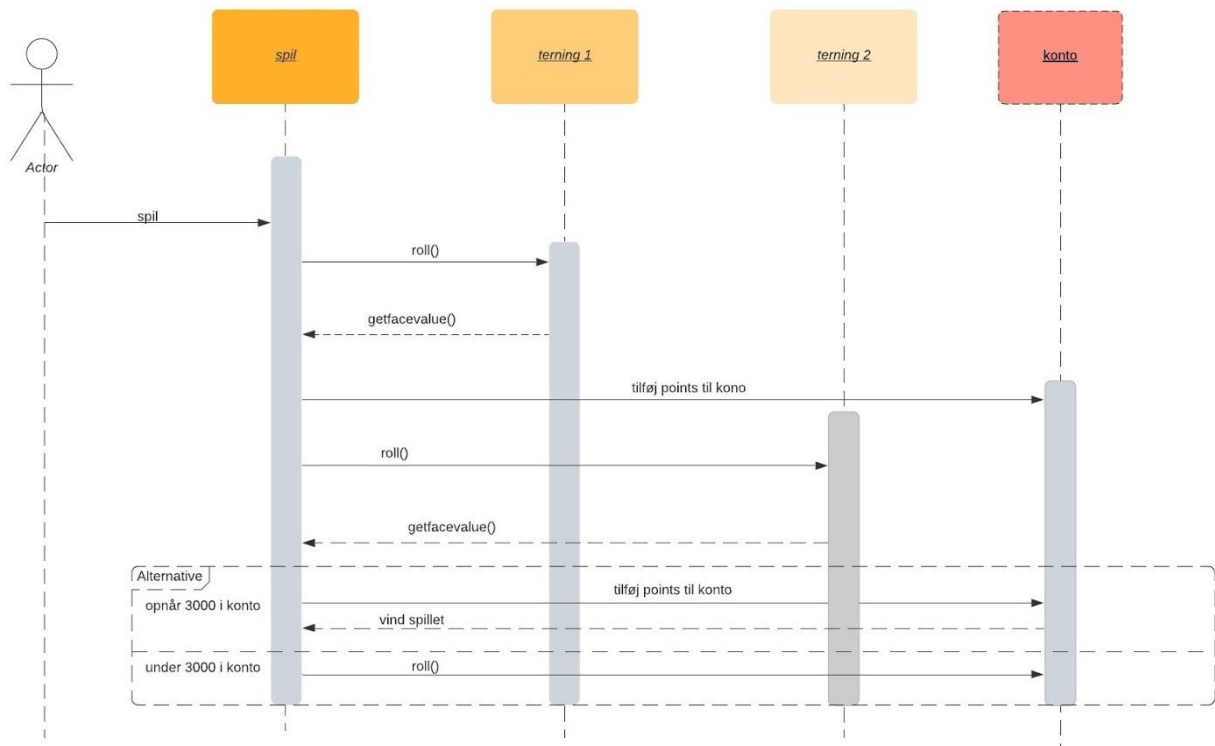 spil
terning 1
terning 2
konto
Actor
spil
roll()
getfacevalue()
tilføj points til kono
roll()
getfacevalue()
Alternative
opnår 3000 i konto
tilføj points til konto
vind spillet
under 3000 i konto
roll()